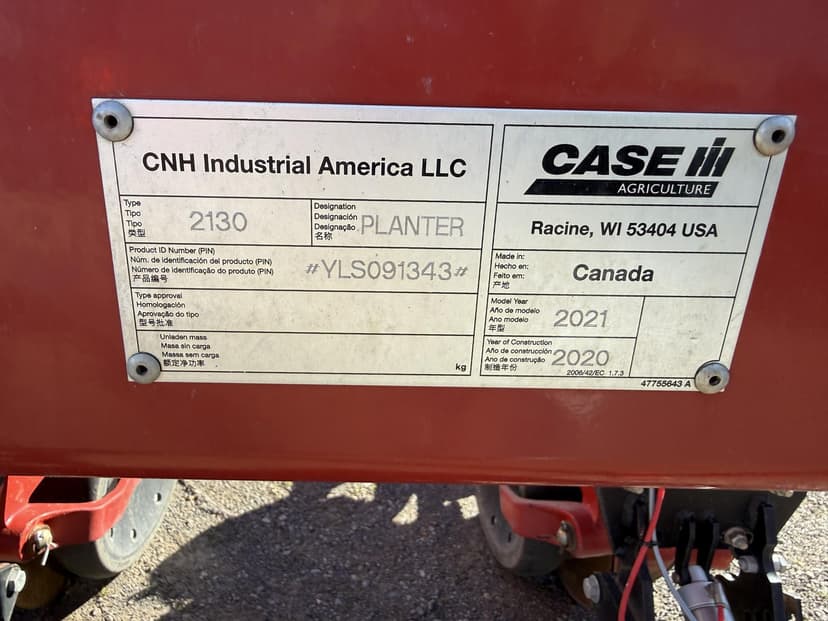 CNH Industrial America LLC
Type
Tipo
Tipo
类型
2130
Designation
Designación
Designação
名称
PLANTER
Product ID Number (PIN)
Núm. de identificación del producto (PIN)
Número de identificação do produto (PIN)
产品编号
#YLS091343#
Type approval
Homologación
Aprovação do tipo
型号批准
Unladen mass
Masa sin carga
Massa sem carga
额定净功率
kg
CASE IH
AGRICULTURE
Racine, WI 53404 USA
Made in:
Hecho en:
Feito em:
产地
Canada
Model Year
Año de modelo
Ano modelo
年型
2021
Year of Construction
Año de construcción
Ano de construção
制造年份
2020
2006/42/EC 1.7.3
47755643 A